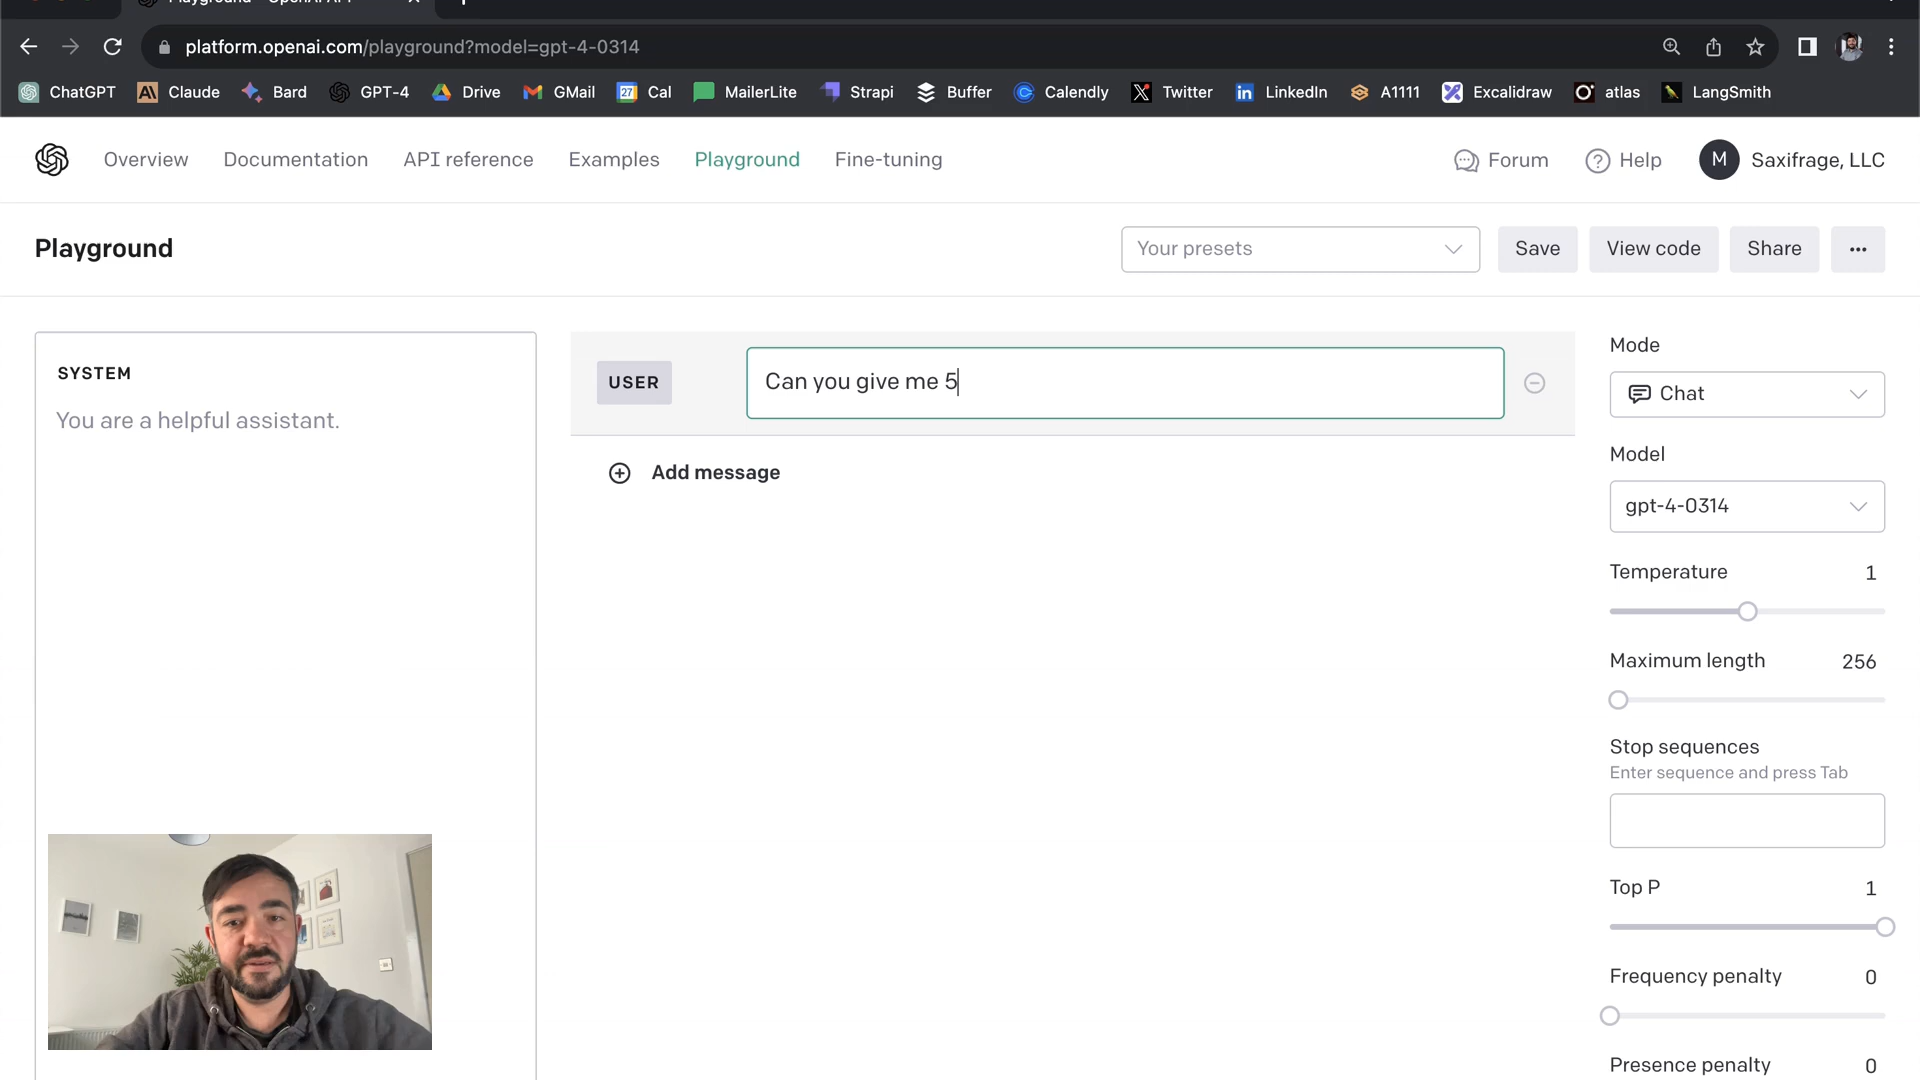 platform.openai.com/playground?model=gpt-4-0314
ChatGPT Claude Bard GPT-4 Drive GMail 27 Cal MailerLite Strapi Buffer Calendly Twitter LinkedIn A1111 Excalidraw atlas LangSmith
Overview Documentation API reference Examples Playground Fine-tuning Forum Help M Saxifrage, LLC
Playground Your presets Save View code Share ...
SYSTEM
You are a helpful assistant.
USER Can you give me 5
Add message
Mode
Chat
Model
gpt-4-0314
Temperature 1
Maximum length 256
Stop sequences
Enter sequence and press Tab
Top P 1
Frequency penalty 0
Presence penalty 0